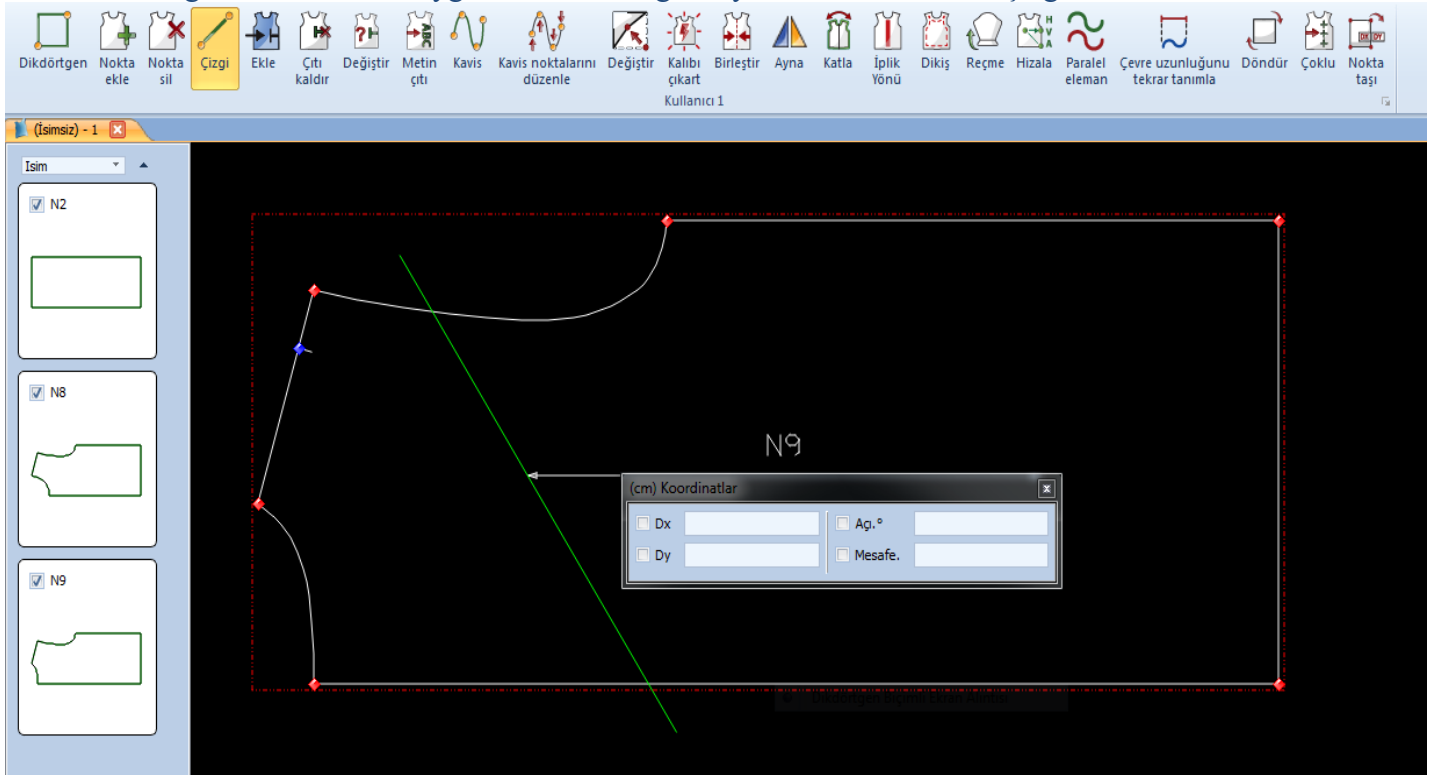 Dikdörtgen
Nokta ekle
Nokta sil
Çizgi
Ekle
Çıtı kaldır
Değiştir
Metin çıtı
Kavis
Kavis noktalarını düzenle
Değiştir
Kalıbı çıkart
Birleştir
Ayna
Katla
İplik Yönü
Dikiş
Reçme
Hizala
Paralel eleman
Çevre uzunluğunu tekrar tanımla
Döndür
Çoklu
Nokta taşı
Kullanıcı 1
(İsimsiz) - 1
Isim
N2
N8
N9
N9
(cm) Koordinatlar
Dx
Açı.°
Dy
Mesafe.